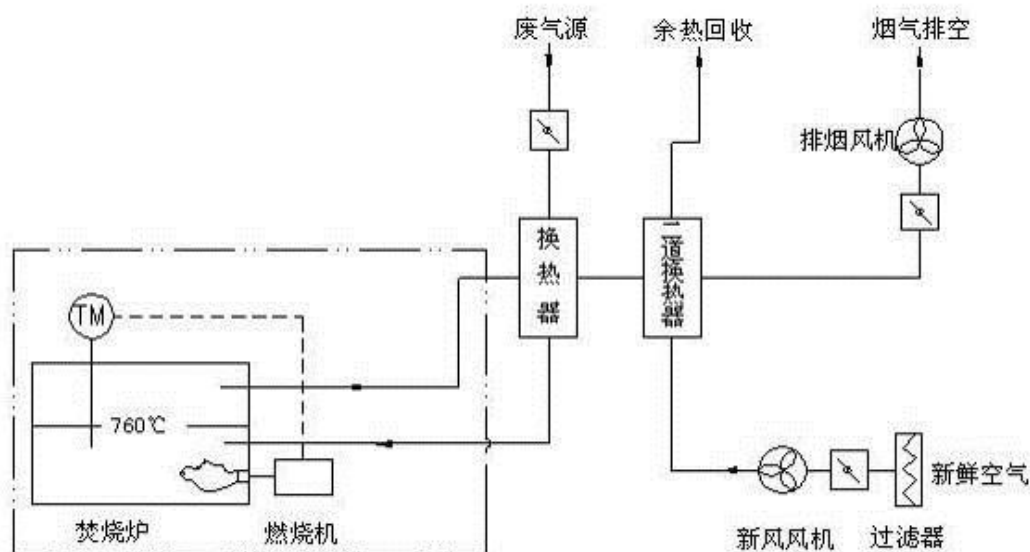 废气源
余热回收
烟气排空
排烟风机
换热器
二道换热器
TM
760℃
新鲜空气
焚烧炉
燃烧机
新风风机
过滤器